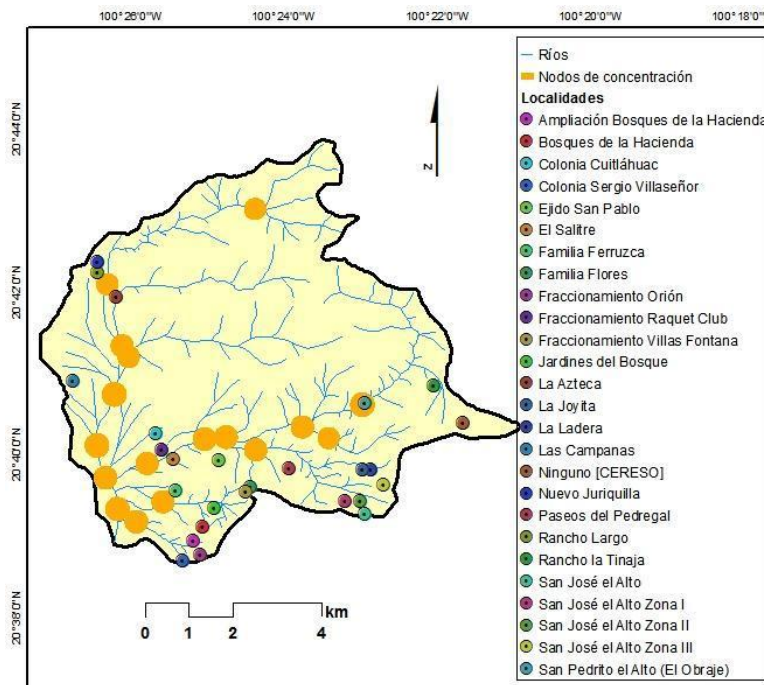 100°26'0"W 100°24'0"W 100°22'0"W 100°20'0"W 100°18'0"W
20°44'0"N
20°42'0"N
20°40'0"N
20°38'0"N
N
Ríos
Nodos de concentración
Localidades
Ampliación Bosques de la Hacienda
Bosques de la Hacienda
Colonia Cuitláhuac
Colonia Sergio Villaseñor
Ejido San Pablo
El Salitre
Familia Ferruzca
Familia Flores
Fraccionamiento Orión
Fraccionamiento Raquet Club
Fraccionamiento Villas Fontana
Jardines del Bosque
La Azteca
La Joyita
La Ladera
Las Campanas
Ninguno [CERESO]
Nuevo Juriquilla
Paseos del Pedregal
Rancho Largo
Rancho la Tinaja
San José el Alto
San José el Alto Zona I
San José el Alto Zona II
San José el Alto Zona III
San Pedrito el Alto (El Obraje)
km
0 1 2 4